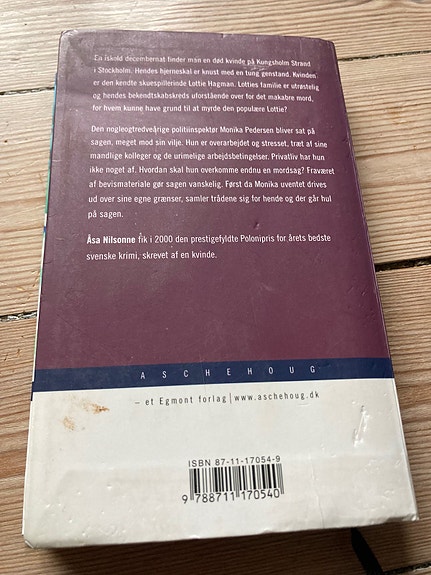 En iskold decembernat finder man en død kvinde på Kungsholm Strand
i Stockholm. Hendes hjerneskal er knust med en tung genstand. Kvinden
er den kendte skuespillerinde Lottie Hagman. Lotties familie er utrøstelig
og hendes bekendtskabskreds uforstående over for det makabre mord,
for hvem kunne have grund til at myrde den populære Lottie?
Den nogleogtredveårige politiinspektør Monika Pedersen bliver sat på
sagen, meget mod sin vilje. Hun er overarbejdet og stresset, træt af sine
mandlige kolleger og de urimelige arbejdsbetingelser. Privatliv har hun
ikke noget af. Hvordan skal hun overkomme endnu en mordsag? Fraværet
af bevismateriale gør sagen vanskelig. Først da Monika uventet drives
ud over sine egne grænser, samler trådene sig for hende og der går hul
på sagen.
Åsa Nilsonne fik i 2000 den prestigefyldte Polonipris for årets bedste
svenske krimi, skrevet af en kvinde.
ASCHEHOUG
– et Egmont forlag | www.aschehoug.dk
ISBN 87-11-17054-9
9 788711 170540